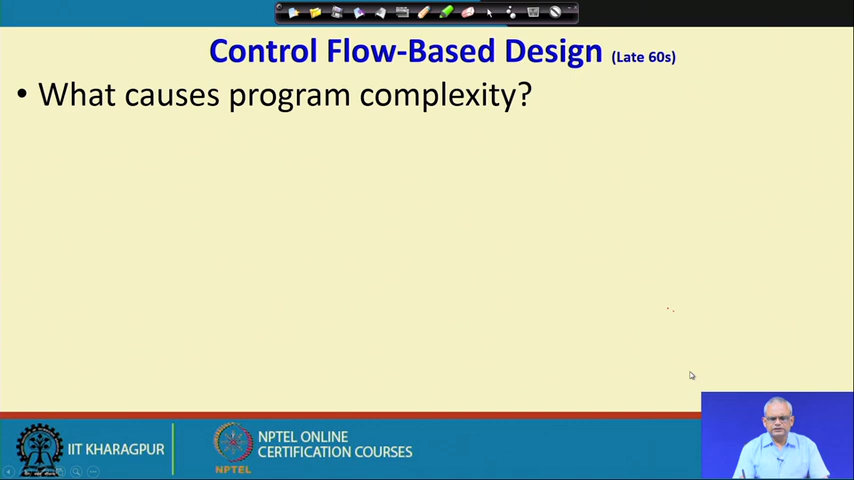 Control Flow-Based Design (Late 60s)
• What causes program complexity?
IIT KHARAGPUR
NPTEL ONLINE
CERTIFICATION COURSES
NPTEL